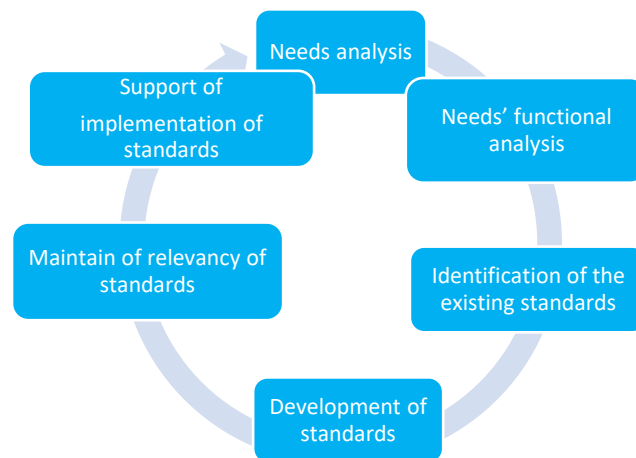 Needs analysis
Needs’ functional
analysis
Identification of the
existing standards
Development of
standards
Maintain of relevancy of
standards
Support of
implementation of
standards